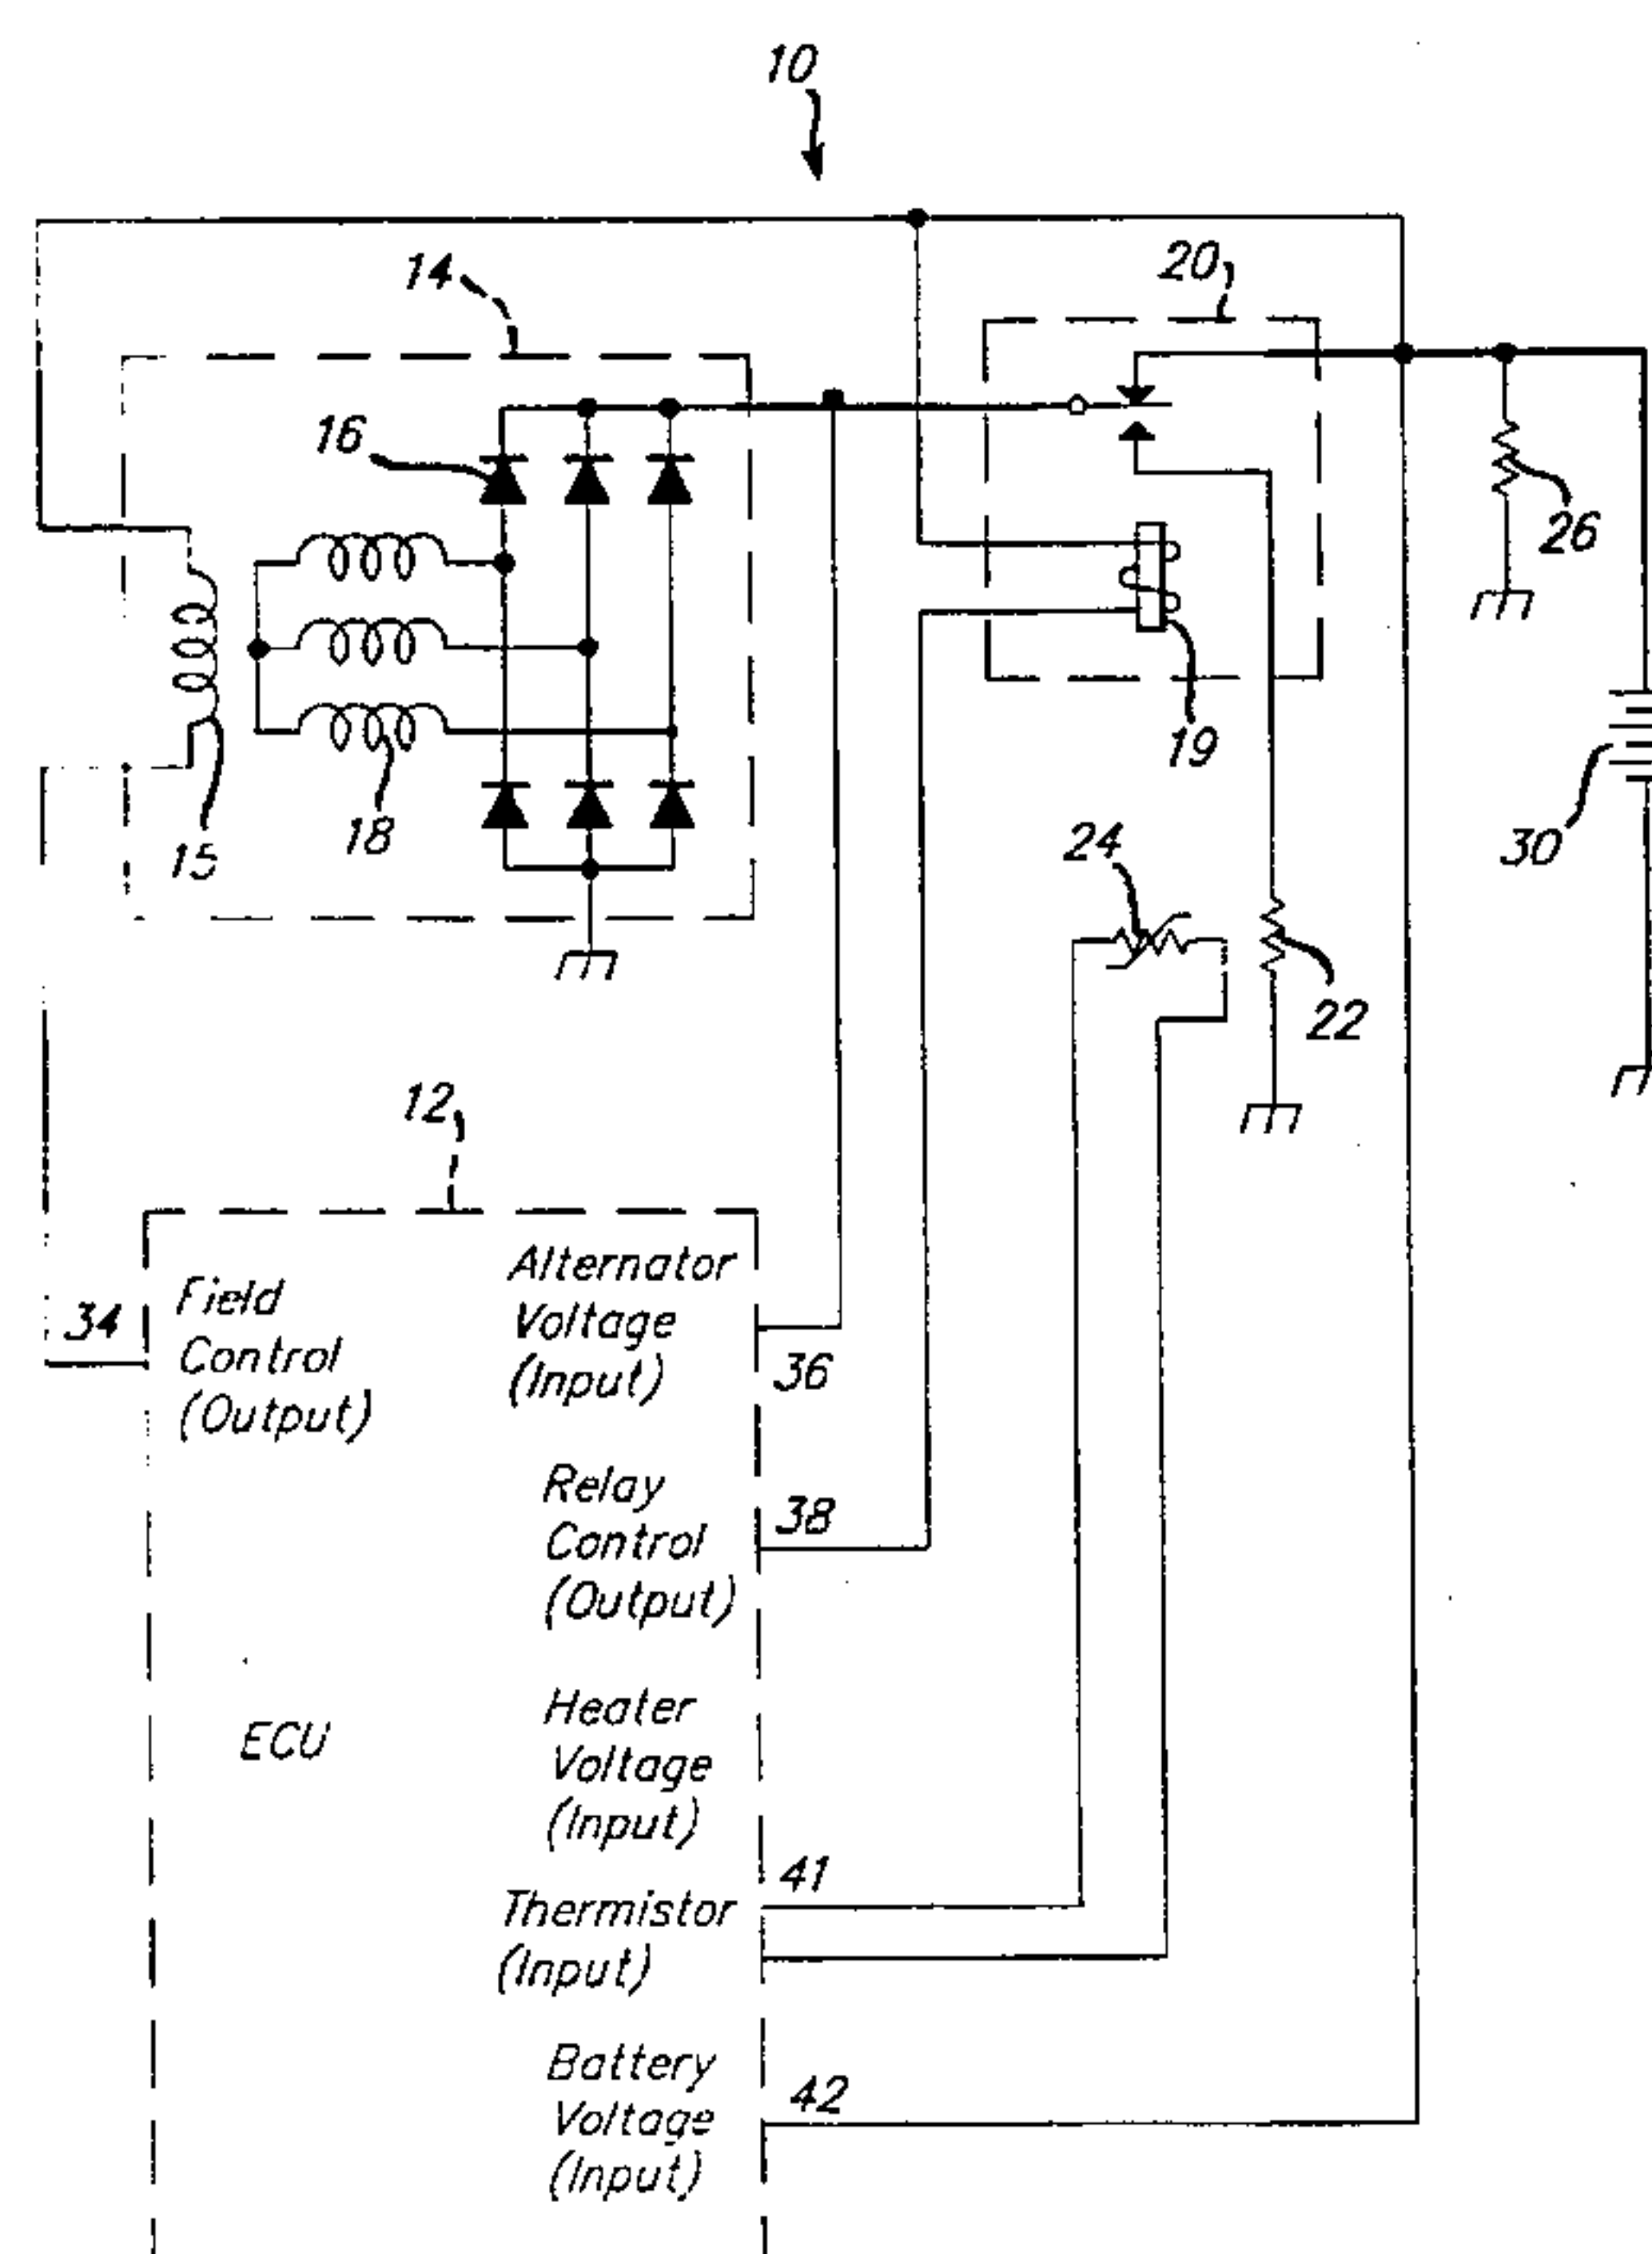 10
14
20
16
26
19
15
18
24
30
22
12
34
Field
Control
(Output)
Alternator
Voltage
(Input)
36
Relay
Control
(Output)
38
ECU
Heater
Voltage
(Input)
41
Thermistor
(Input)
Battery
Voltage
(Input)
42